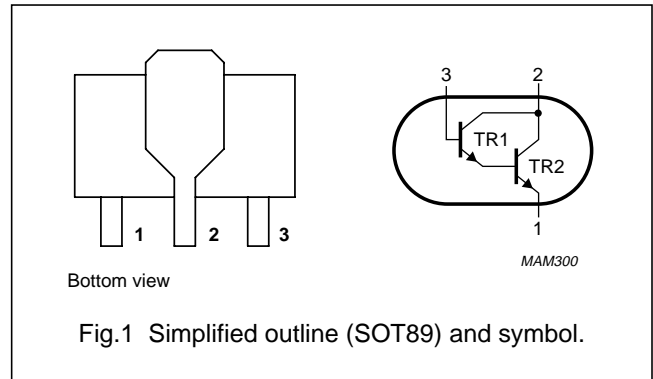 1 2 3
Bottom view
3 2
TR1
TR2
1
MAM300
Fig.1 Simplified outline (SOT89) and symbol.